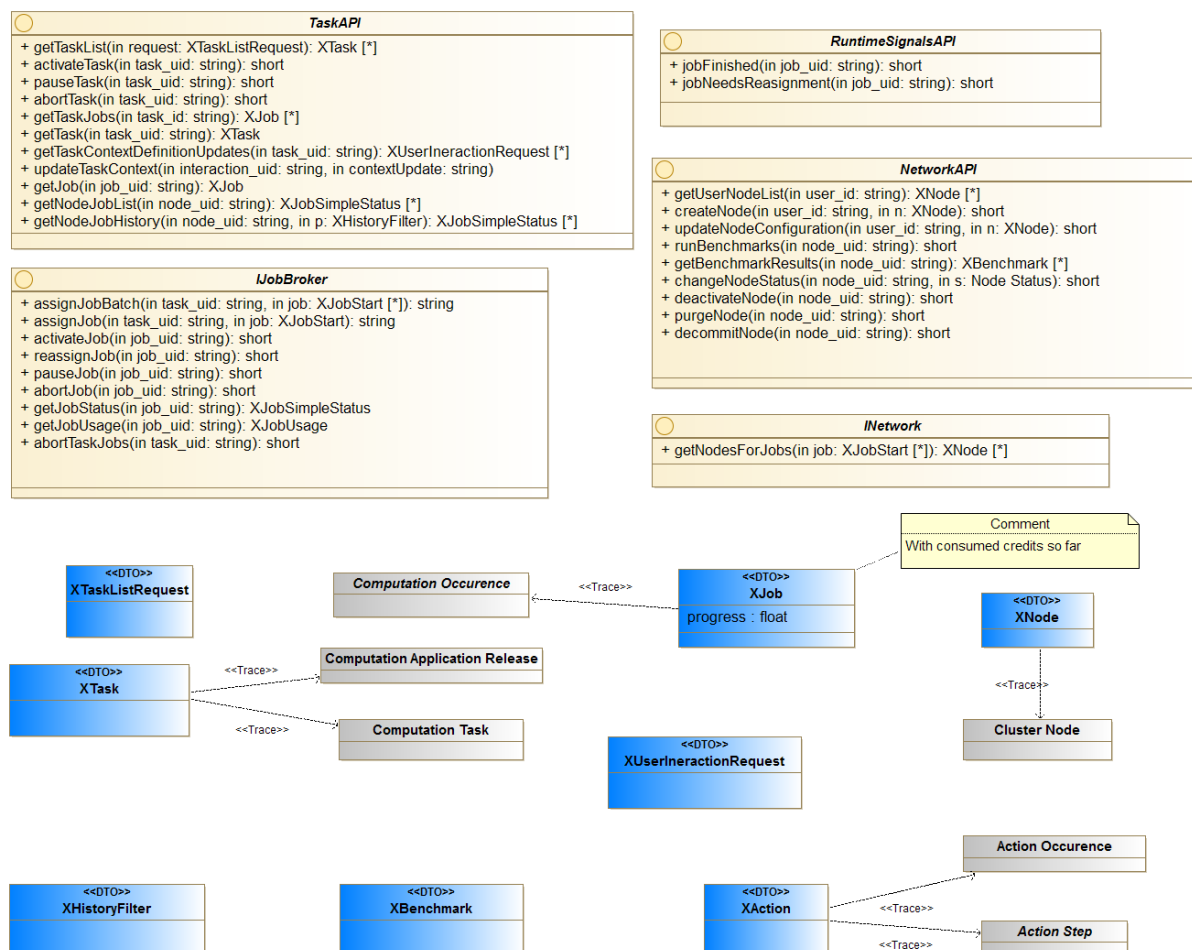 TaskAPI
+ getTaskList(in request: XTaskListRequest): XTask [*]
+ activateTask(in task_uid: string): short
+ pauseTask(in task_uid: string): short
+ abortTask(in task_uid: string): short
+ getTaskJobs(in task_id: string): XJob [*]
+ getTask(in task_uid: string): XTask
+ getTaskContextDefinitionUpdates(in task_uid: string): XUserIneractionRequest [*]
+ updateTaskContext(in interaction_uid: string, in contextUpdate: string)
+ getJob(in job_uid: string): XJob
+ getNodeJobList(in node_uid: string): XJobSimpleStatus [*]
+ getNodeJobHistory(in node_uid: string, in p: XHistoryFilter): XJobSimpleStatus [*]
RuntimeSignalsAPI
+ jobFinished(in job_uid: string): short
+ jobNeedsReasignment(in job_uid: string): short
NetworkAPI
+ getUserNodeList(in user_id: string): XNode [*]
+ createNode(in user_id: string, in n: XNode): short
+ updateNodeConfiguration(in user_id: string, in n: XNode): short
+ runBenchmarks(in node_uid: string): short
+ getBenchmarkResults(in node_uid: string): XBenchmark [*]
+ changeNodeStatus(in node_uid: string, in s: Node Status): short
+ deactivateNode(in node_uid: string): short
+ purgeNode(in node_uid: string): short
+ decommitNode(in node_uid: string): short
IJobBroker
+ assignJobBatch(in task_uid: string, in job: XJobStart [*]): string
+ assignJob(in task_uid: string, in job: XJobStart): string
+ activateJob(in job_uid: string): short
+ reassignJob(in job_uid: string): short
+ pauseJob(in job_uid: string): short
+ abortJob(in job_uid: string): short
+ getJobStatus(in job_uid: string): XJobSimpleStatus
+ getJobUsage(in job_uid: string): XJobUsage
+ abortTaskJobs(in task_uid: string): short
INetwork
+ getNodesForJobs(in job: XJobStart [*]): XNode [*]
Comment
With consumed credits so far
<<DTO>>
XTaskListRequest
Computation Occurence
<<Trace>>
<<DTO>>
XJob
progress : float
<<DTO>>
XNode
<<DTO>>
XTask
<<Trace>>
Computation Application Release
<<Trace>>
<<Trace>>
Computation Task
Cluster Node
<<DTO>>
XUserIneractionRequest
Action Occurence
<<DTO>>
XHistoryFilter
<<DTO>>
XBenchmark
<<DTO>>
XAction
<<Trace>>
Action Step
<<Trace>>